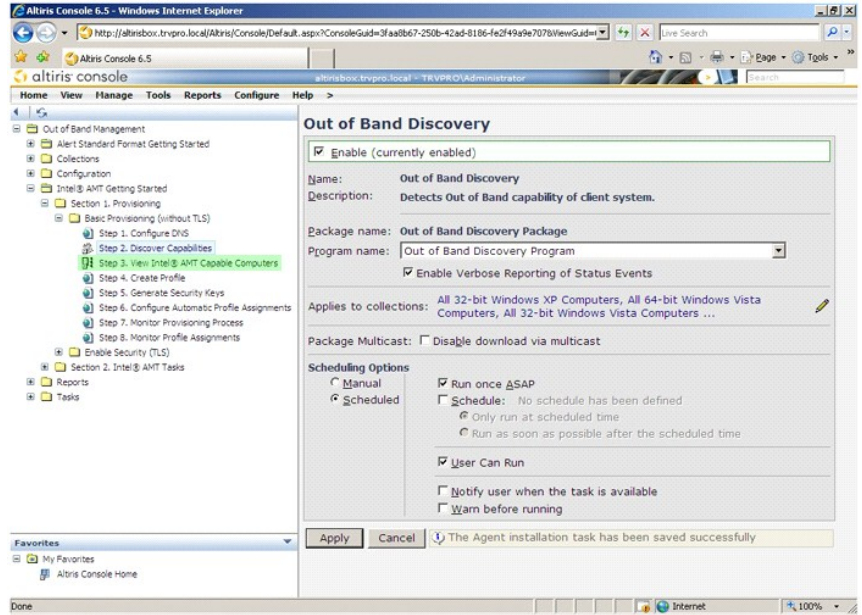 Altiris Console 6.5 - Windows Internet Explorer
http://altirisbox.trvpro.local/Altiris/Console/Default.aspx?ConsoleGuid=3faa8b67-250b-42ad-8186-fe2f49a9e7078&ViewGuid=
Live Search
Altiris Console 6.5
Page
Tools
altiris console
altirisbox.trvpro.local - TRVPRO\Administrator
Search
Home View Manage Tools Reports Configure Help >
Out of Band Management
Alert Standard Format Getting Started
Collections
Configuration
Intel® AMT Getting Started
Section 1. Provisioning
Basic Provisioning (without TLS)
Step 1. Configure DNS
Step 2. Discover Capabilities
Step 3. View Intel® AMT Capable Computers
Step 4. Create Profile
Step 5. Generate Security Keys
Step 6. Configure Automatic Profile Assignments
Step 7. Monitor Provisioning Process
Step 8. Monitor Profile Assignments
Enable Security (TLS)
Section 2. Intel® AMT Tasks
Reports
Tasks
Favorites
My Favorites
Altiris Console Home
Out of Band Discovery
Enable (currently enabled)
Name: Out of Band Discovery
Description: Detects Out of Band capability of client system.
Package name: Out of Band Discovery Package
Program name: Out of Band Discovery Program
Enable Verbose Reporting of Status Events
Applies to collections: All 32-bit Windows XP Computers, All 64-bit Windows Vista
Computers, All 32-bit Windows Vista Computers ...
Package Multicast: Disable download via multicast
Scheduling Options
Manual
Scheduled
Run once ASAP
Schedule: No schedule has been defined
Only run at scheduled time
Run as soon as possible after the scheduled time
User Can Run
Notify user when the task is available
Warn before running
Apply Cancel The Agent installation task has been saved successfully
Done
Internet
100%